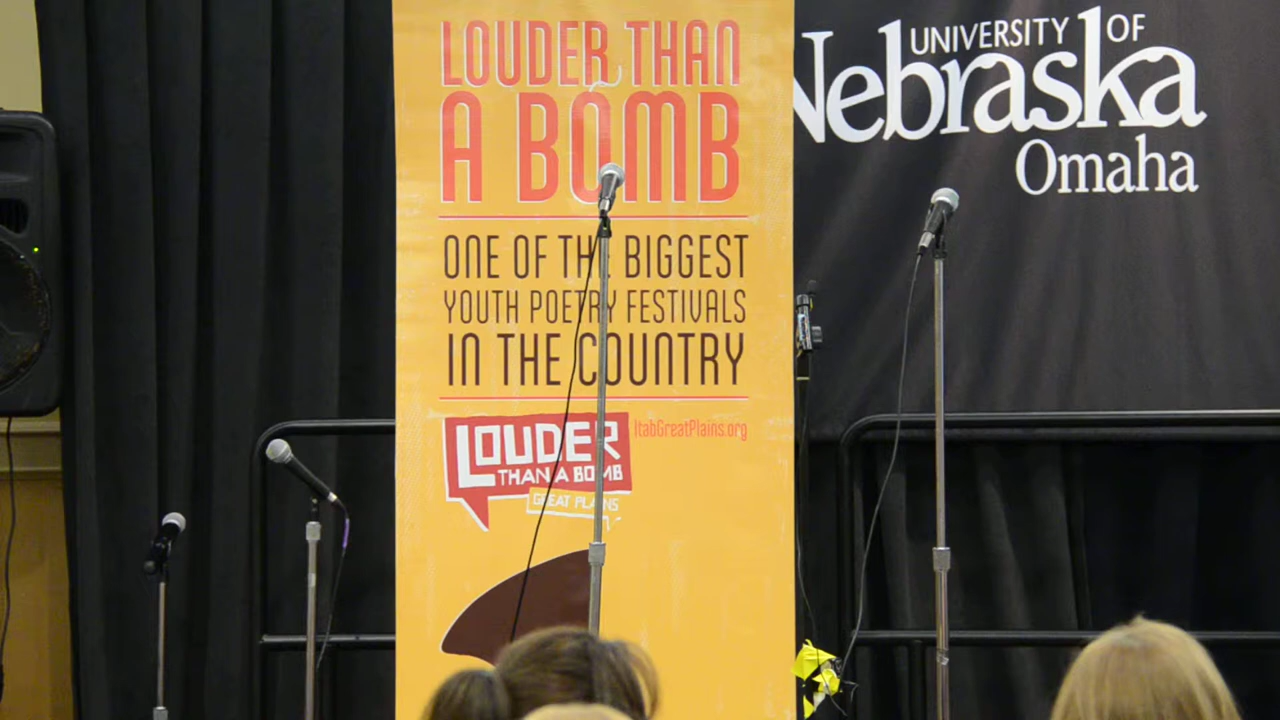 LOUDER THAN
A BOMB
ONE OF THE BIGGEST
YOUTH POETRY FESTIVALS
IN THE COUNTRY
LOUDER
THAN A BOMB
GREAT PLAINS
ltabGreatPlains.org
UNIVERSITY OF
Nebraska
Omaha